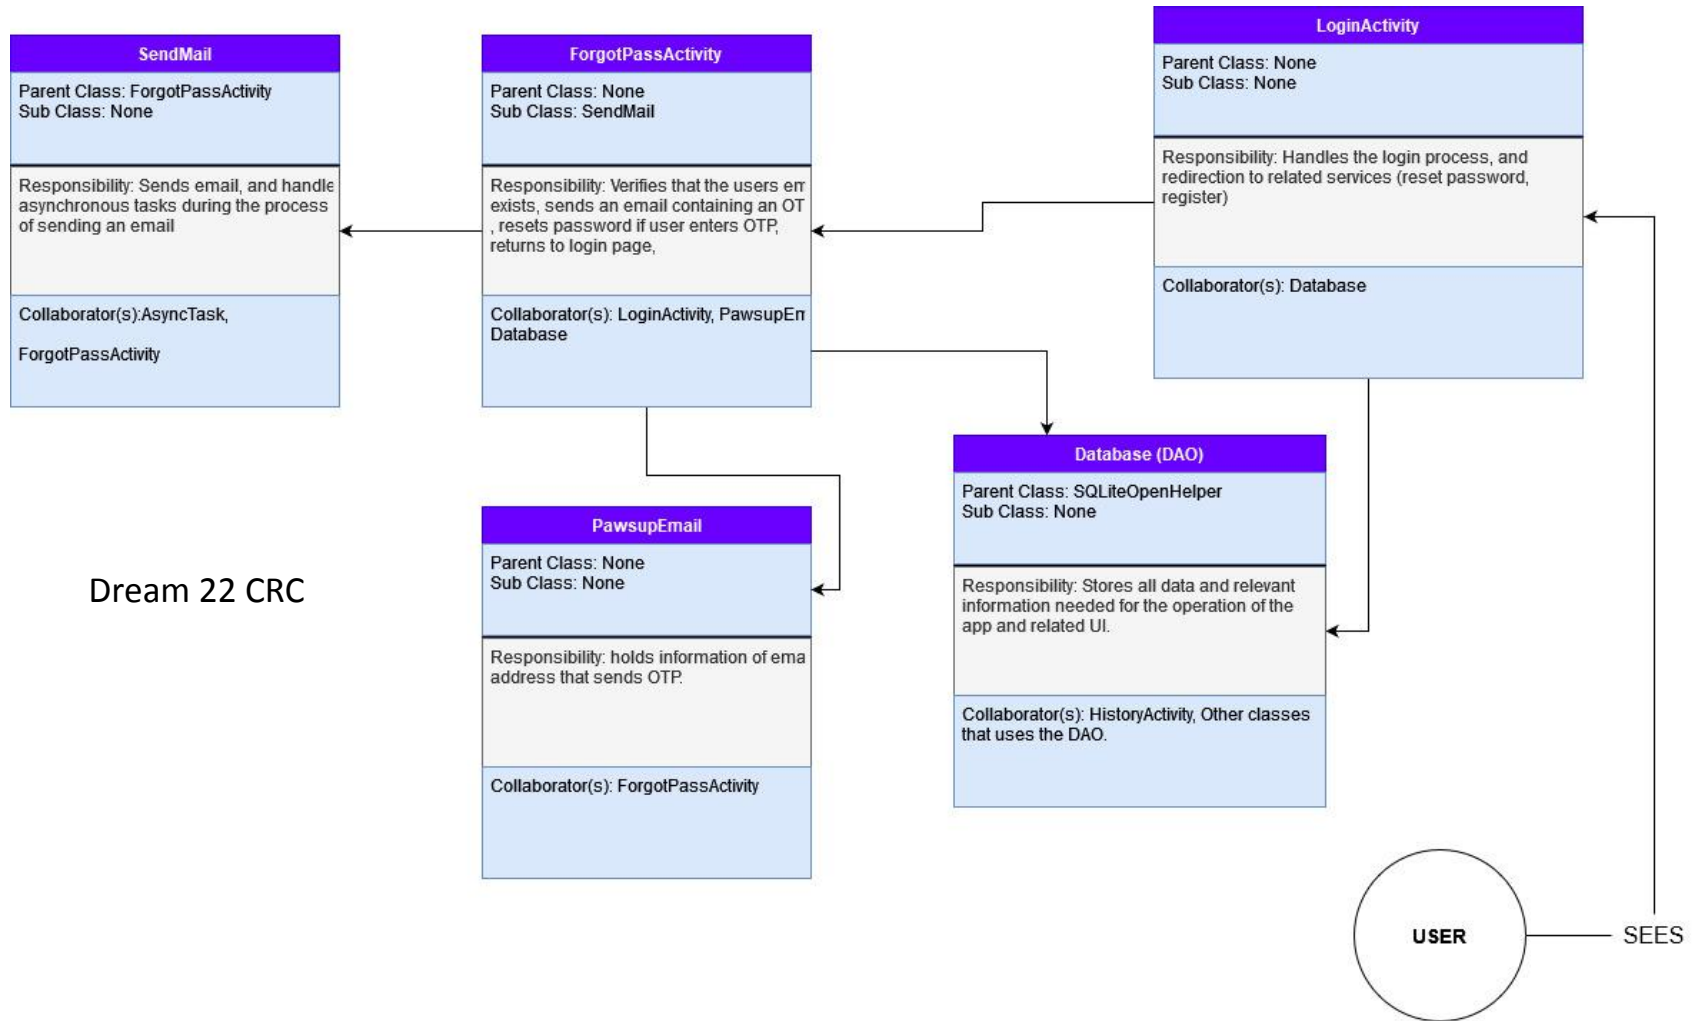 SendMail
Parent Class: ForgotPassActivity
Sub Class: None
Responsibility: Sends email, and handle
asynchronous tasks during the process
of sending an email
Collaborator(s):AsyncTask,
ForgotPassActivity
ForgotPassActivity
Parent Class: None
Sub Class: SendMail
Responsibility: Verifies that the users em
exists, sends an email containing an OT
, resets password if user enters OTP,
returns to login page,
Collaborator(s): LoginActivity, PawsupEm
Database
LoginActivity
Parent Class: None
Sub Class: None
Responsibility: Handles the login process, and
redirection to related services (reset password,
register)
Collaborator(s): Database
Dream 22 CRC
PawsupEmail
Parent Class: None
Sub Class: None
Responsibility: holds information of ema
address that sends OTP.
Collaborator(s): ForgotPassActivity
Database (DAO)
Parent Class: SQLiteOpenHelper
Sub Class: None
Responsibility: Stores all data and relevant
information needed for the operation of the
app and related UI.
Collaborator(s): HistoryActivity, Other classes
that uses the DAO.
USER
SEES